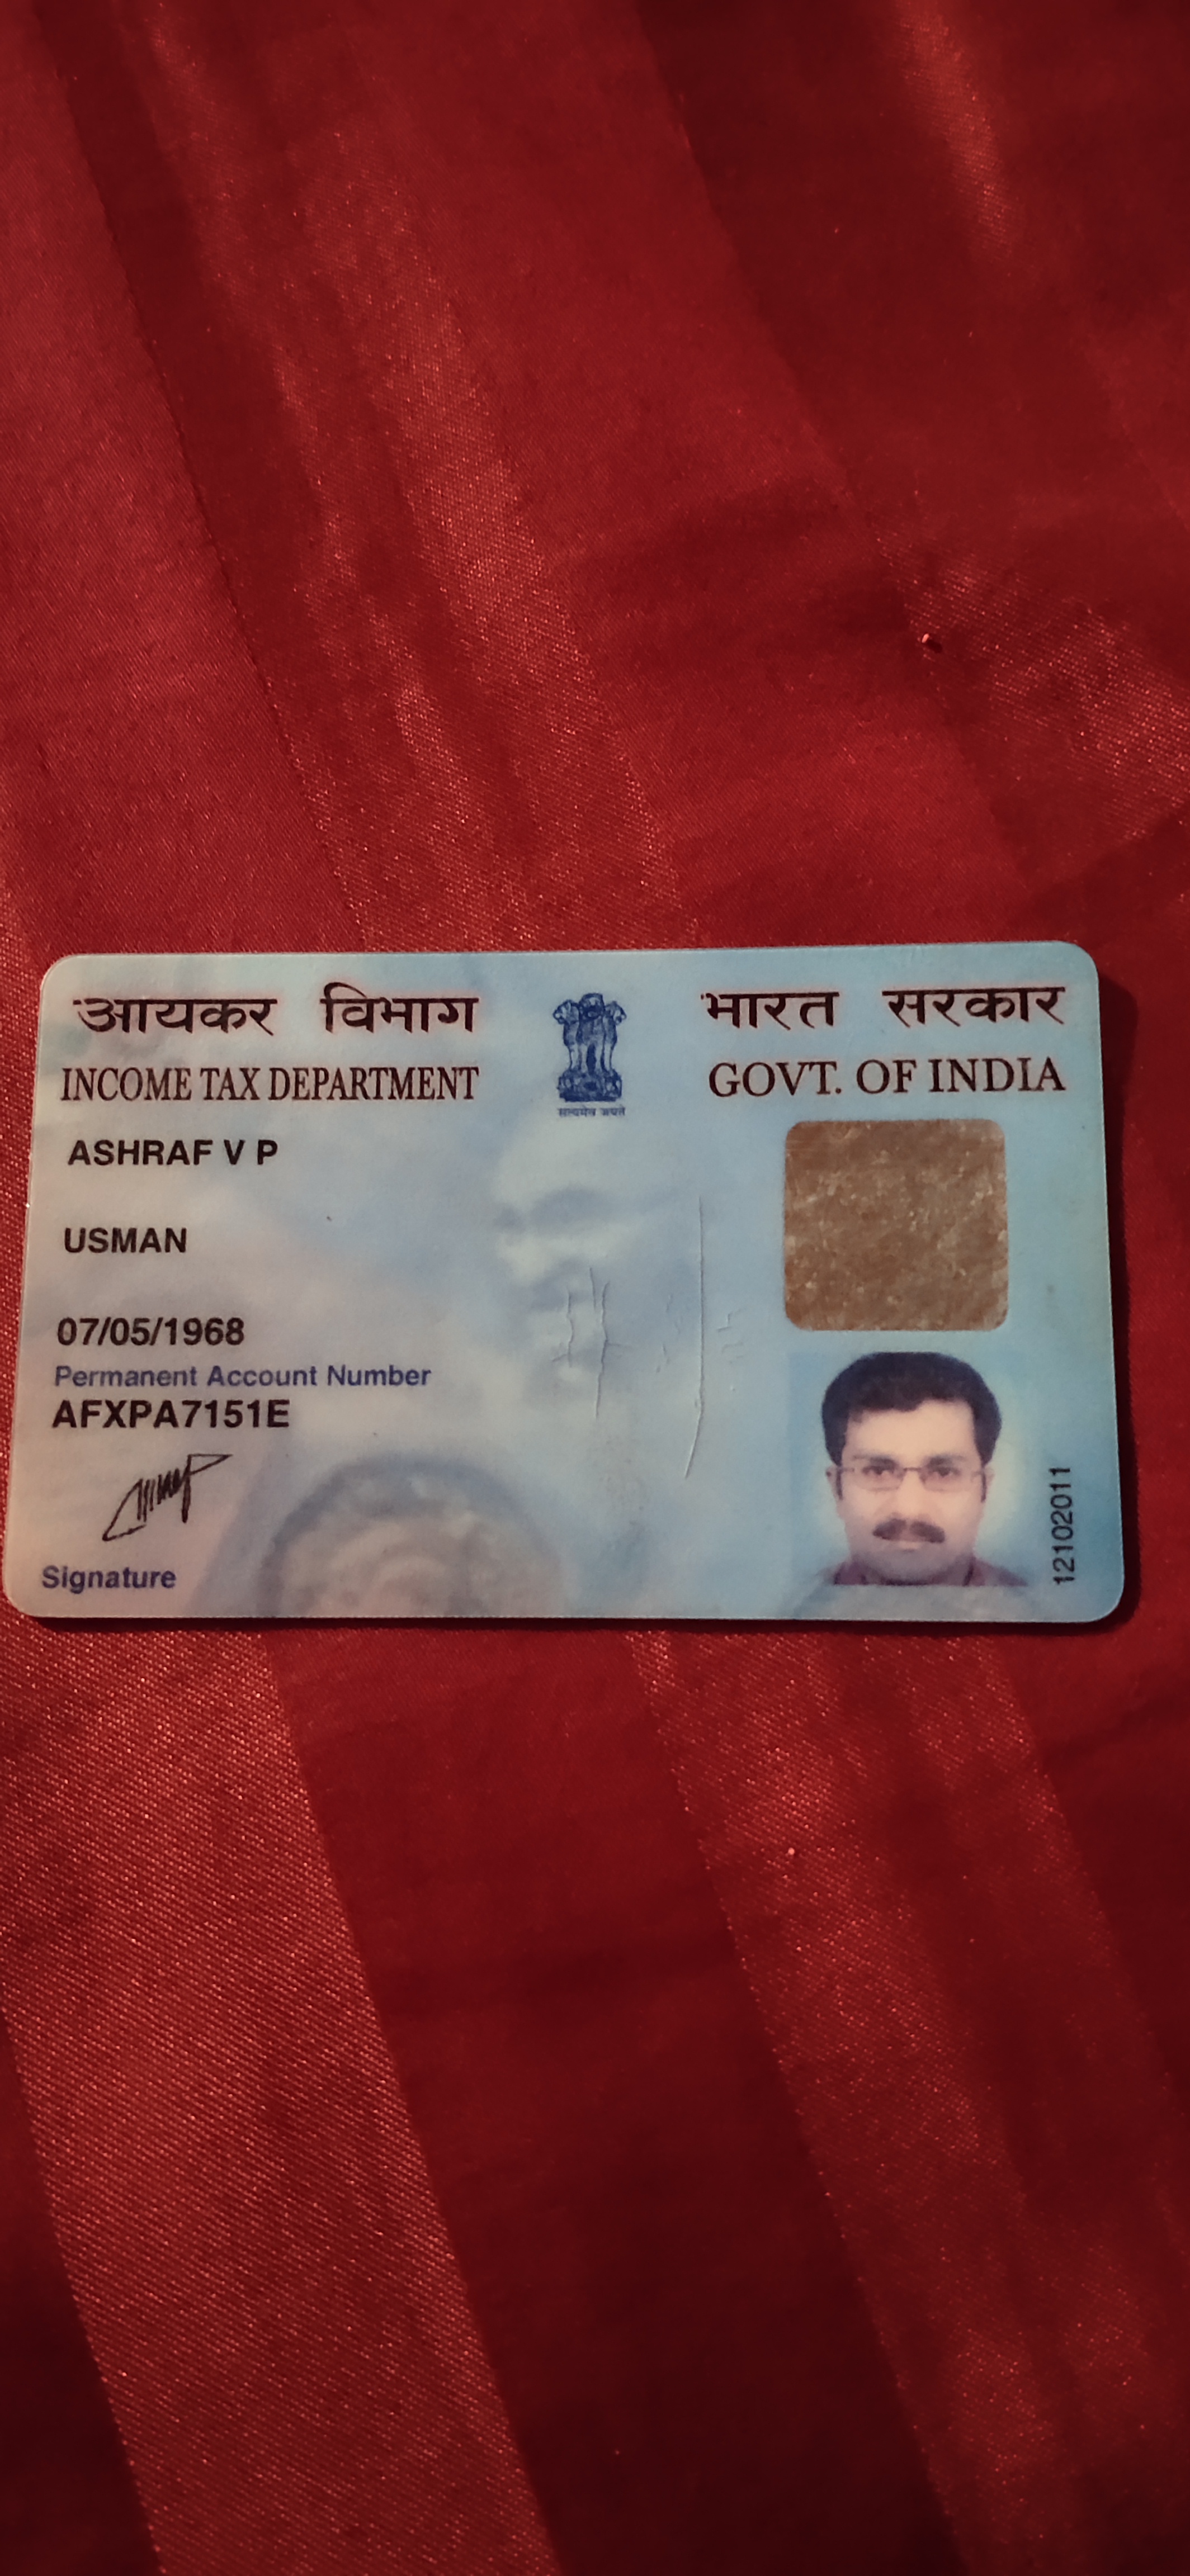 आयकर विभाग
INCOME TAX DEPARTMENT
सत्यमेव जयते
भारत सरकार
GOVT. OF INDIA
ASHRAF V P
USMAN
07/05/1968
Permanent Account Number
AFXPA7151E
Signature
12102011